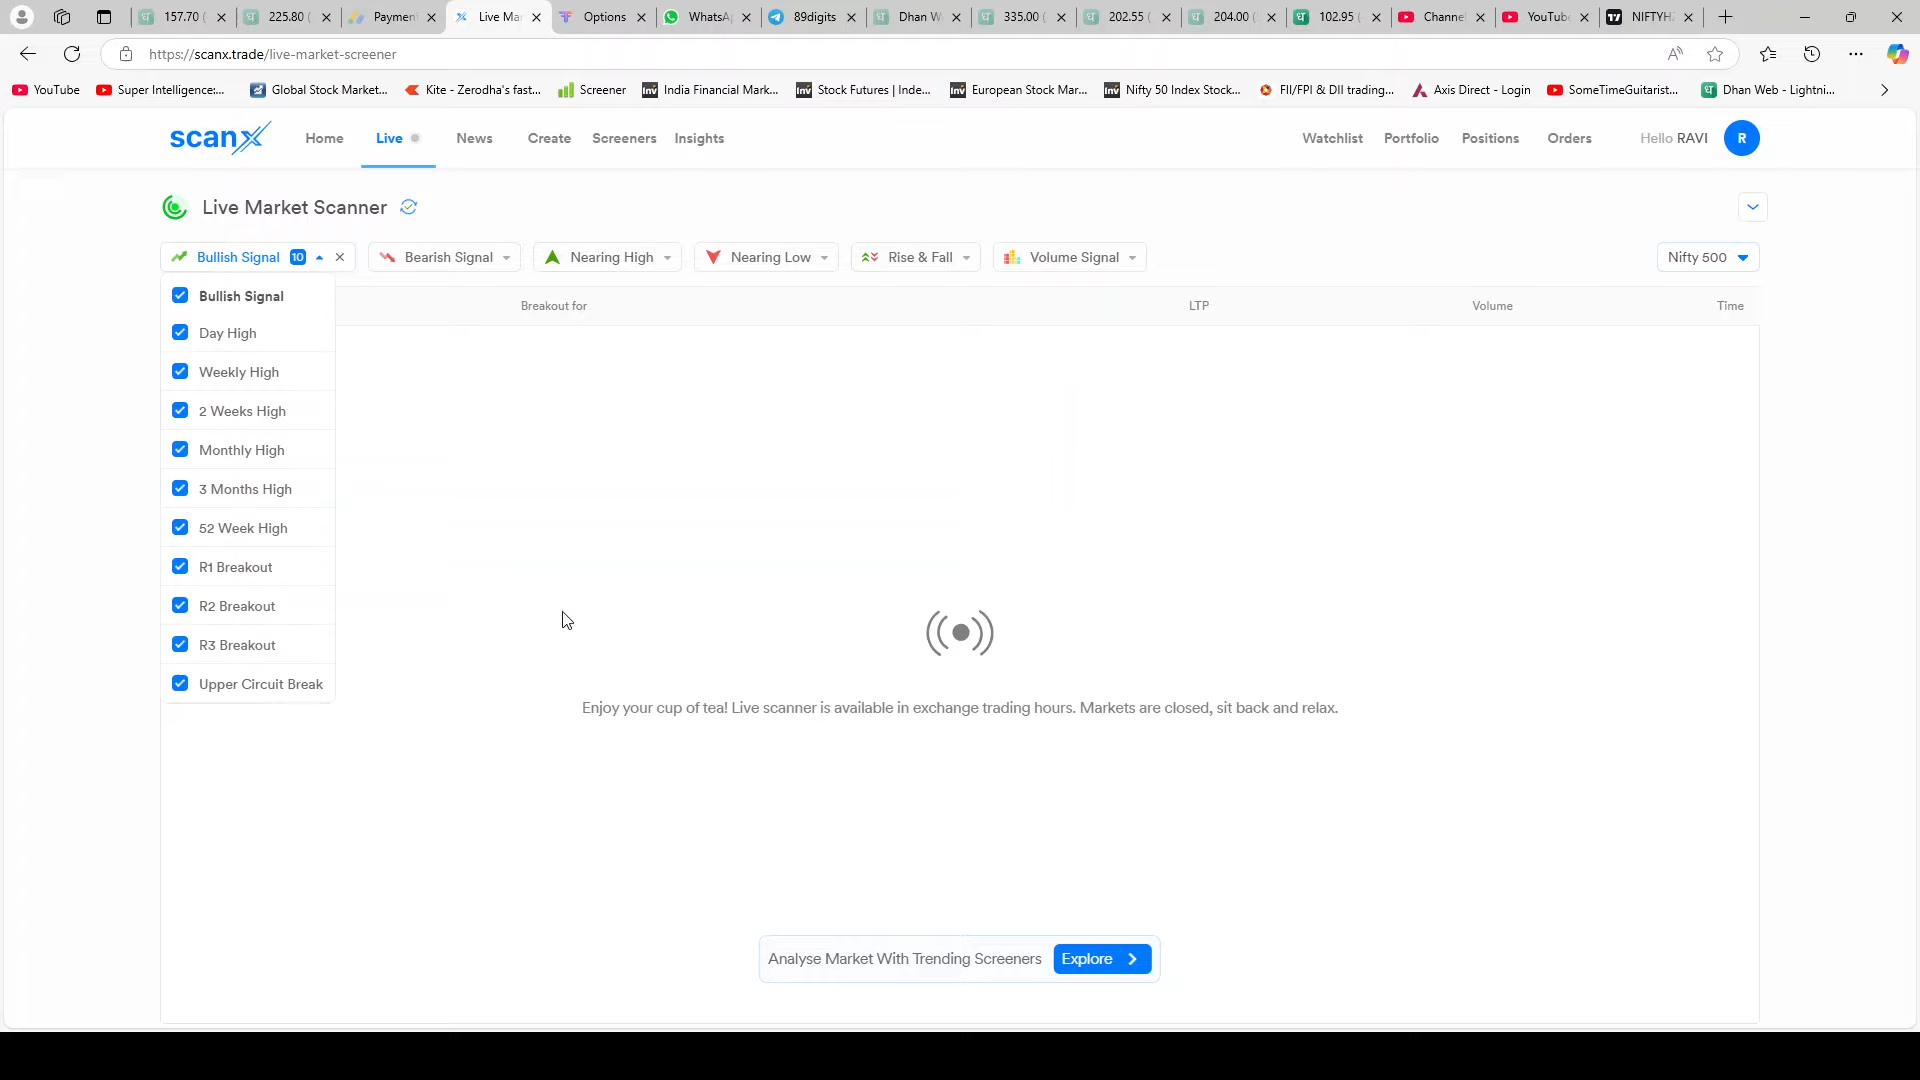 157.70 (
225.80 (
Paymen
Live Ma
Options
WhatsA
89digits
Dhan W
335.00 (
202.55 (
204.00 (
102.95 (
Channe
YouTube
NIFTYH
https://scanx.trade/live-market-screener
YouTube
Super Intelligence:...
Global Stock Market...
Kite - Zerodha's fast...
Screener
India Financial Mark...
Stock Futures | Inde...
European Stock Mar...
Nifty 50 Index Stock...
FII/FPI & DII trading...
Axis Direct - Login
SomeTimeGuitarist...
Dhan Web - Lightni...
scanX
Home
Live
News
Create
Screeners
Insights
Watchlist
Portfolio
Positions
Orders
Hello RAVI
R
Live Market Scanner
Bullish Signal 10
Bearish Signal
Nearing High
Nearing Low
Rise & Fall
Volume Signal
Nifty 500
Breakout for
LTP
Volume
Time
Bullish Signal
Day High
Weekly High
2 Weeks High
Monthly High
3 Months High
52 Week High
R1 Breakout
R2 Breakout
R3 Breakout
Upper Circuit Break
Enjoy your cup of tea! Live scanner is available in exchange trading hours. Markets are closed, sit back and relax.
Analyse Market With Trending Screeners
Explore